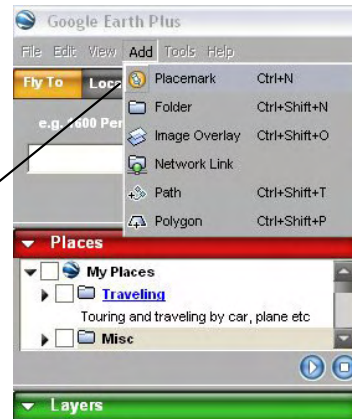 Google Earth Plus
File Edit View Add Tools Help
Fly To
Placemark Ctrl+N
Folder Ctrl+Shift+N
e.g. 1600 Per
Image Overlay Ctrl+Shift+O
Network Link
Path Ctrl+Shift+T
Polygon Ctrl+Shift+P
Places
My Places
Traveling
Touring and traveling by car, plane etc
Misc
Layers